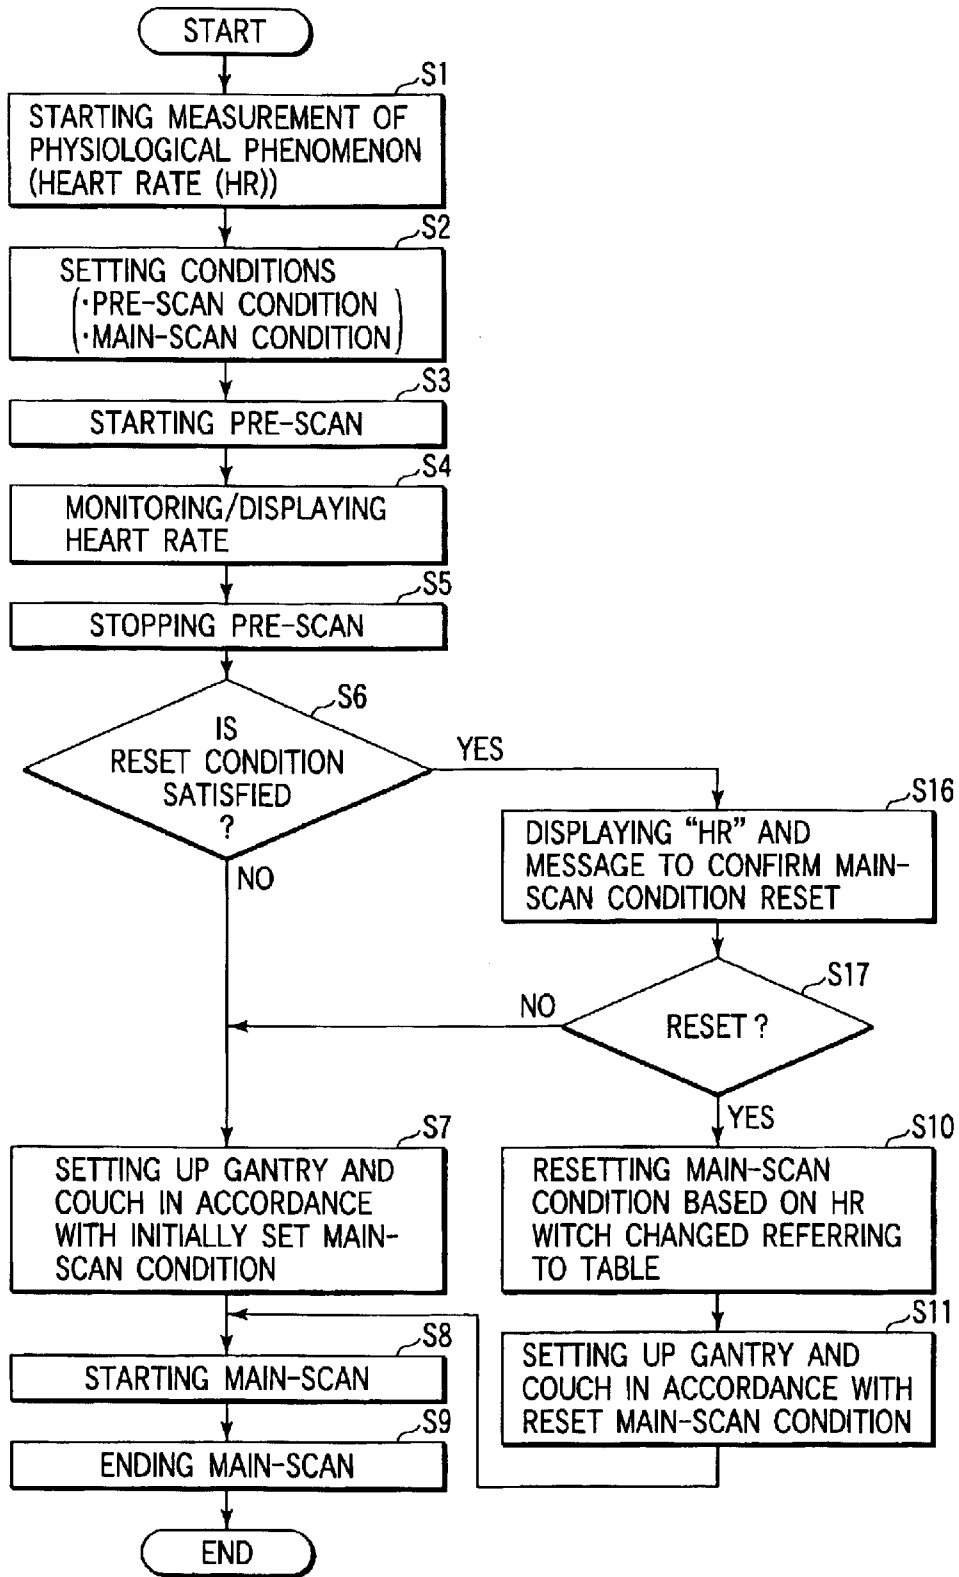 START
S1
STARTING MEASUREMENT OF
PHYSIOLOGICAL PHENOMENON
(HEART RATE (HR))
S2
SETTING CONDITIONS
(·PRE-SCAN CONDITION
·MAIN-SCAN CONDITION)
S3
STARTING PRE-SCAN
S4
MONITORING/DISPLAYING
HEART RATE
S5
STOPPING PRE-SCAN
S6
IS
RESET CONDITION
SATISFIED
?
YES
NO
S16
DISPLAYING “HR” AND
MESSAGE TO CONFIRM MAIN-
SCAN CONDITION RESET
S17
RESET ?
NO
YES
S7
SETTING UP GANTRY AND
COUCH IN ACCORDANCE
WITH INITIALLY SET MAIN-
SCAN CONDITION
S10
RESETTING MAIN-SCAN
CONDITION BASED ON HR
WITCH CHANGED REFERRING
TO TABLE
S11
SETTING UP GANTRY AND
COUCH IN ACCORDANCE WITH
RESET MAIN-SCAN CONDITION
S8
STARTING MAIN-SCAN
S9
ENDING MAIN-SCAN
END